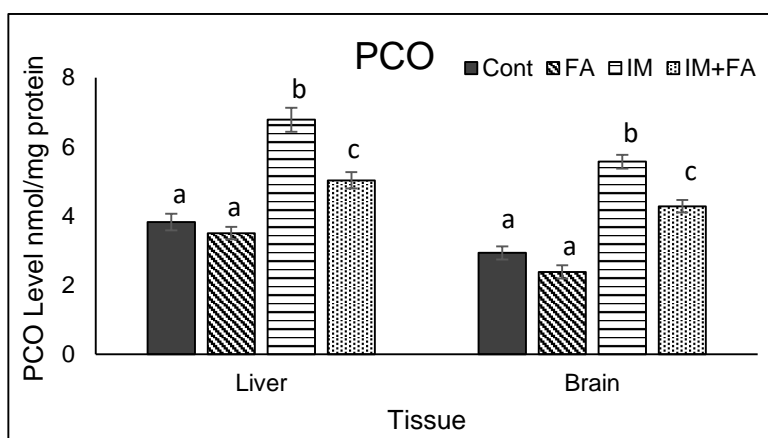 PCO
Cont FA IM IM+FA
PCO Level nmol/mg protein
8
6
4
2
0
a a b c
a a b c
Liver Brain
Tissue